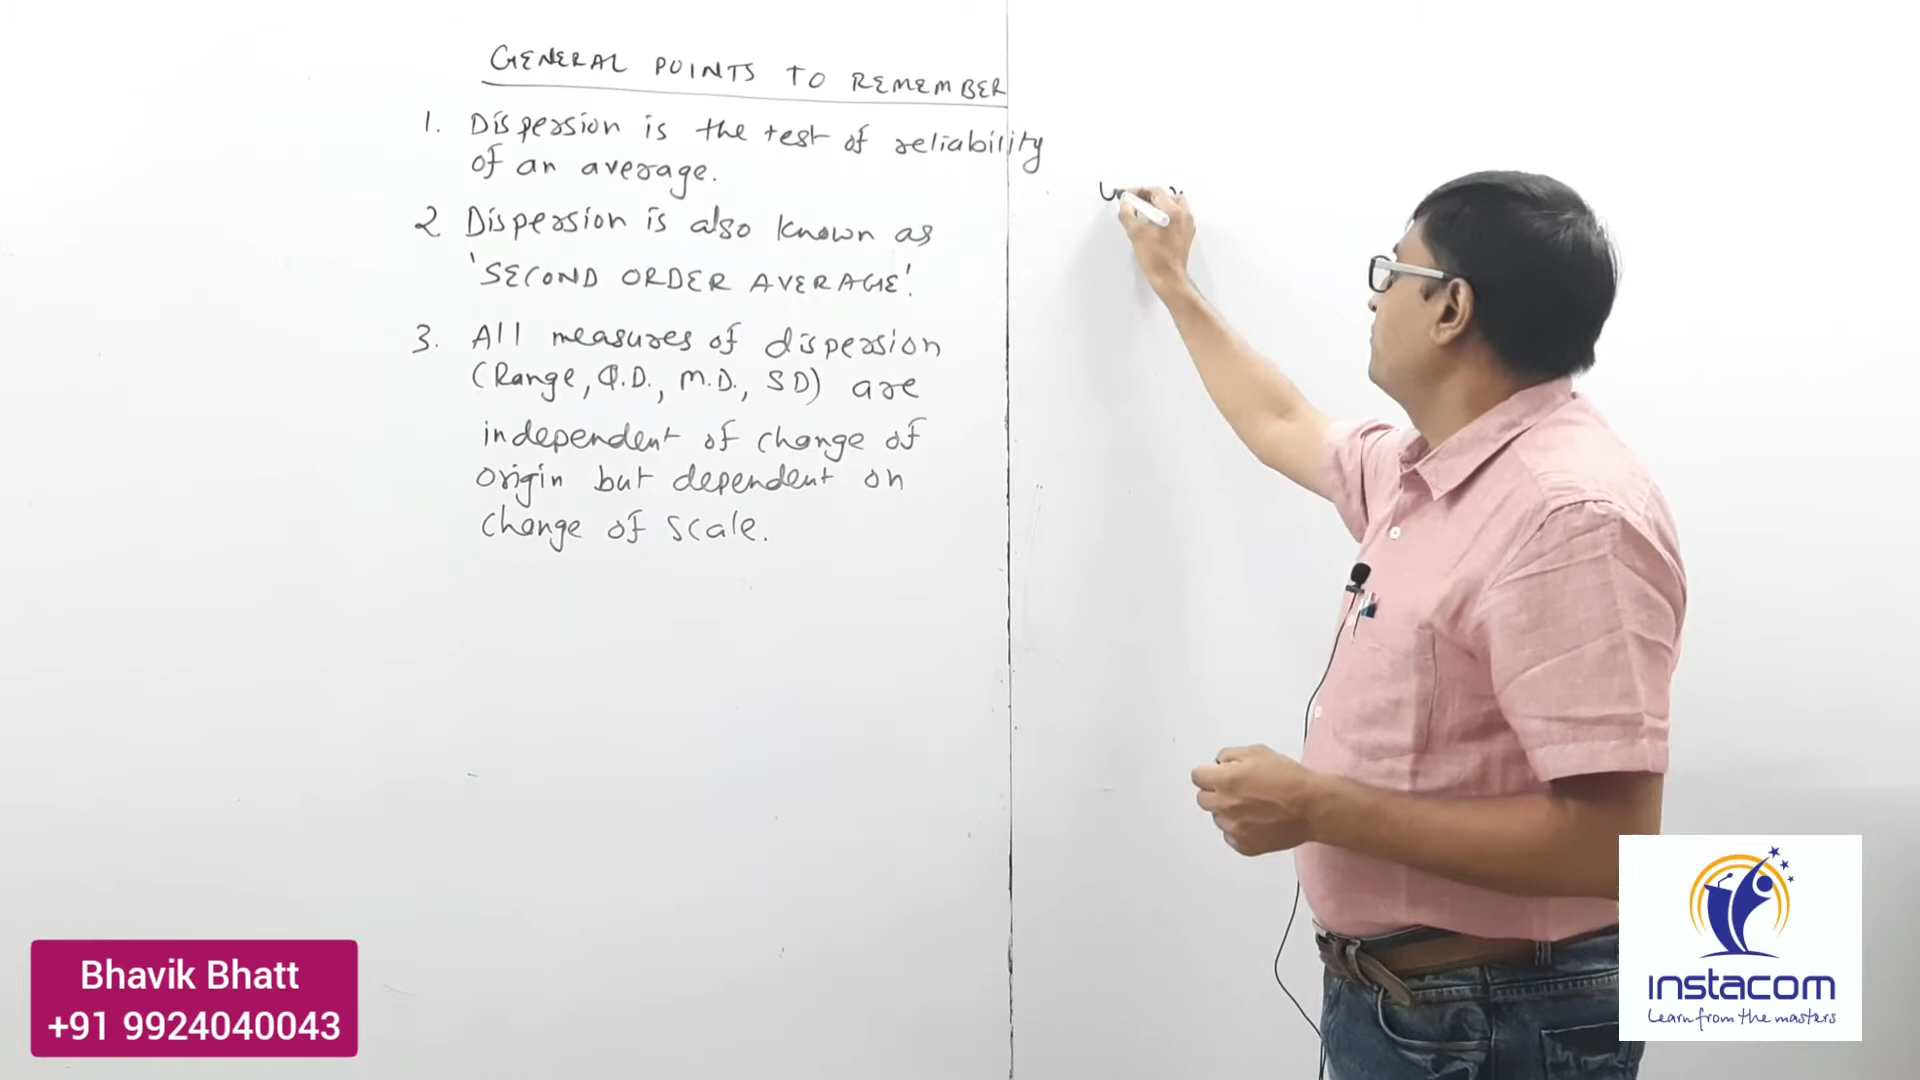 GENERAL POINTS TO REMEMBER
1. Dispersion is the test of reliability
of an average.
2 Dispersion is also known as
'SECOND ORDER AVERAGE'.
3. All measures of dispersion
(Range, Q.D., M.D., SD) are
independent of change of
origin but dependent on
change of scale.
Bhavik Bhatt
+91 9924040043
instacom
Learn from the masters